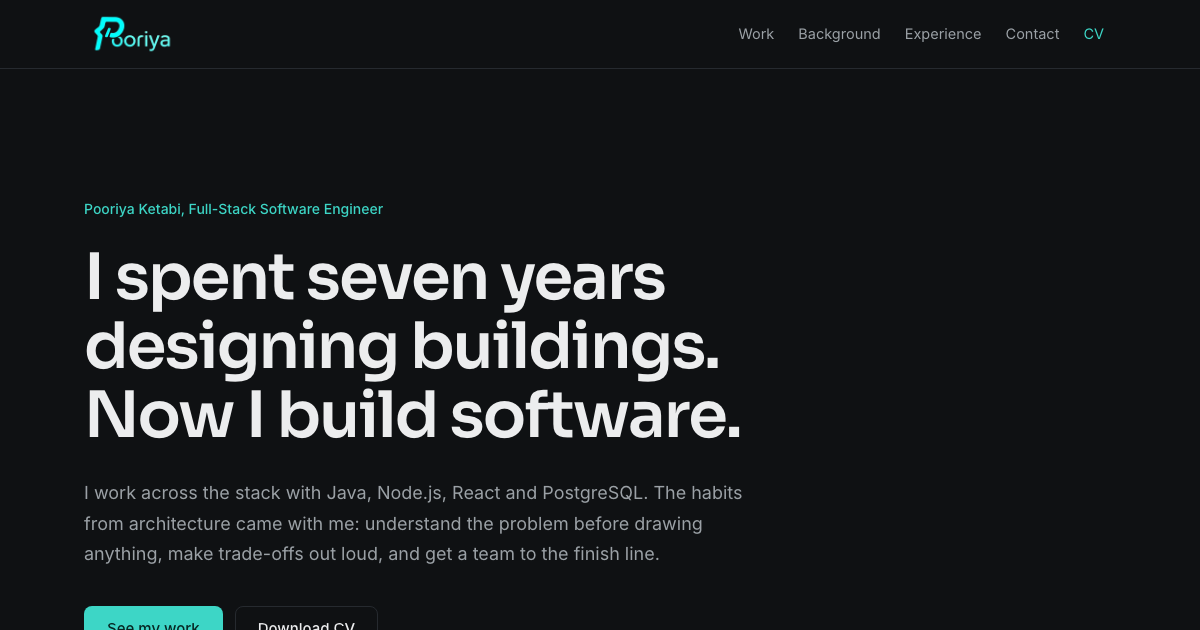 Pooriya
Work Background Experience Contact CV
Pooriya Ketabi, Full-Stack Software Engineer
I spent seven years
designing buildings.
Now I build software.
I work across the stack with Java, Node.js, React and PostgreSQL. The habits
from architecture came with me: understand the problem before drawing
anything, make trade-offs out loud, and get a team to the finish line.
See my work Download CV